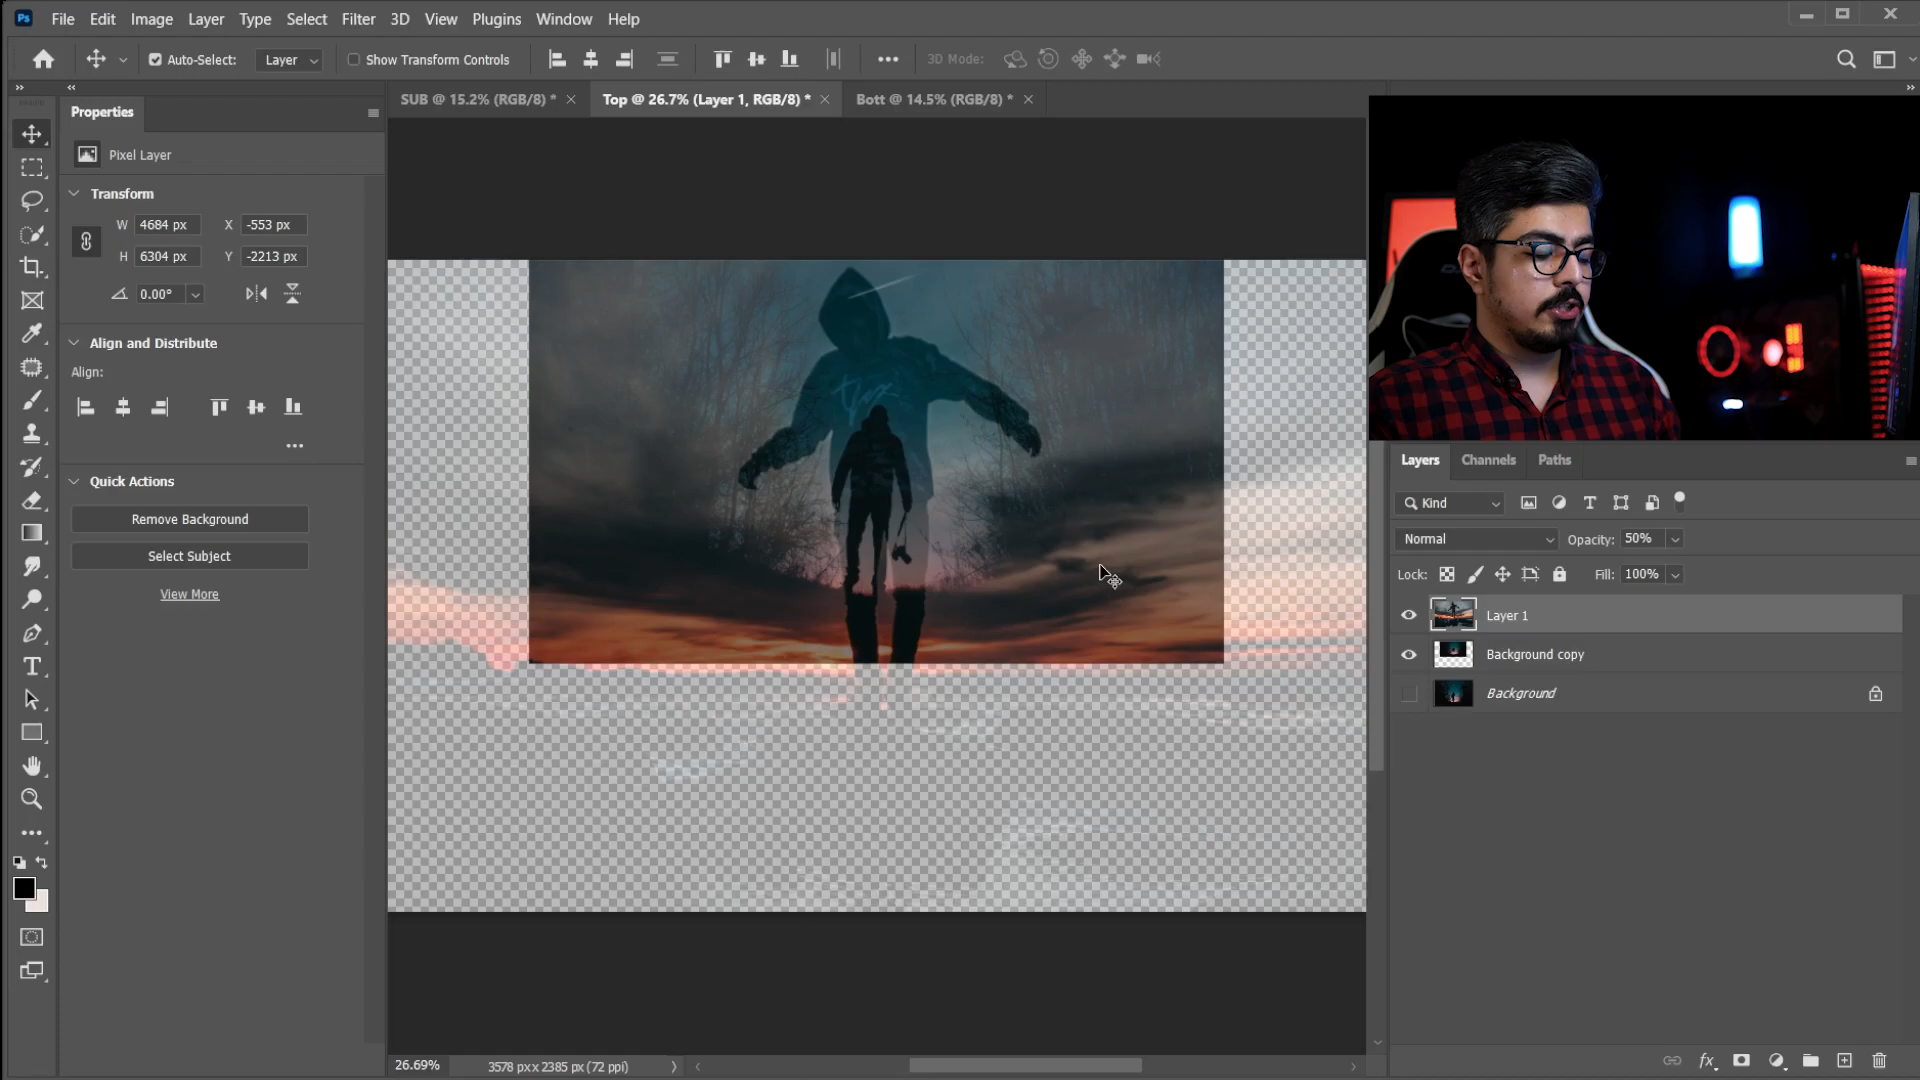 Ps File Edit Image Layer Type Select Filter 3D View Plugins Window Help
Auto-Select: Layer Show Transform Controls 3D Mode:
SUB @ 15.2% (RGB/8) * Top @ 26.7% (Layer 1, RGB/8) * Bott @ 14.5% (RGB/8) *
Properties
Pixel Layer
Transform
W 4684 px X -553 px
H 6304 px Y -2213 px
0.00°
Align and Distribute
Align:
Quick Actions
Remove Background
Select Subject
View More
Layers Channels Paths
Kind
Normal Opacity: 50%
Lock: Fill: 100%
Layer 1
Background copy
Background
26.69% 3578 px x 2385 px (72 ppi)